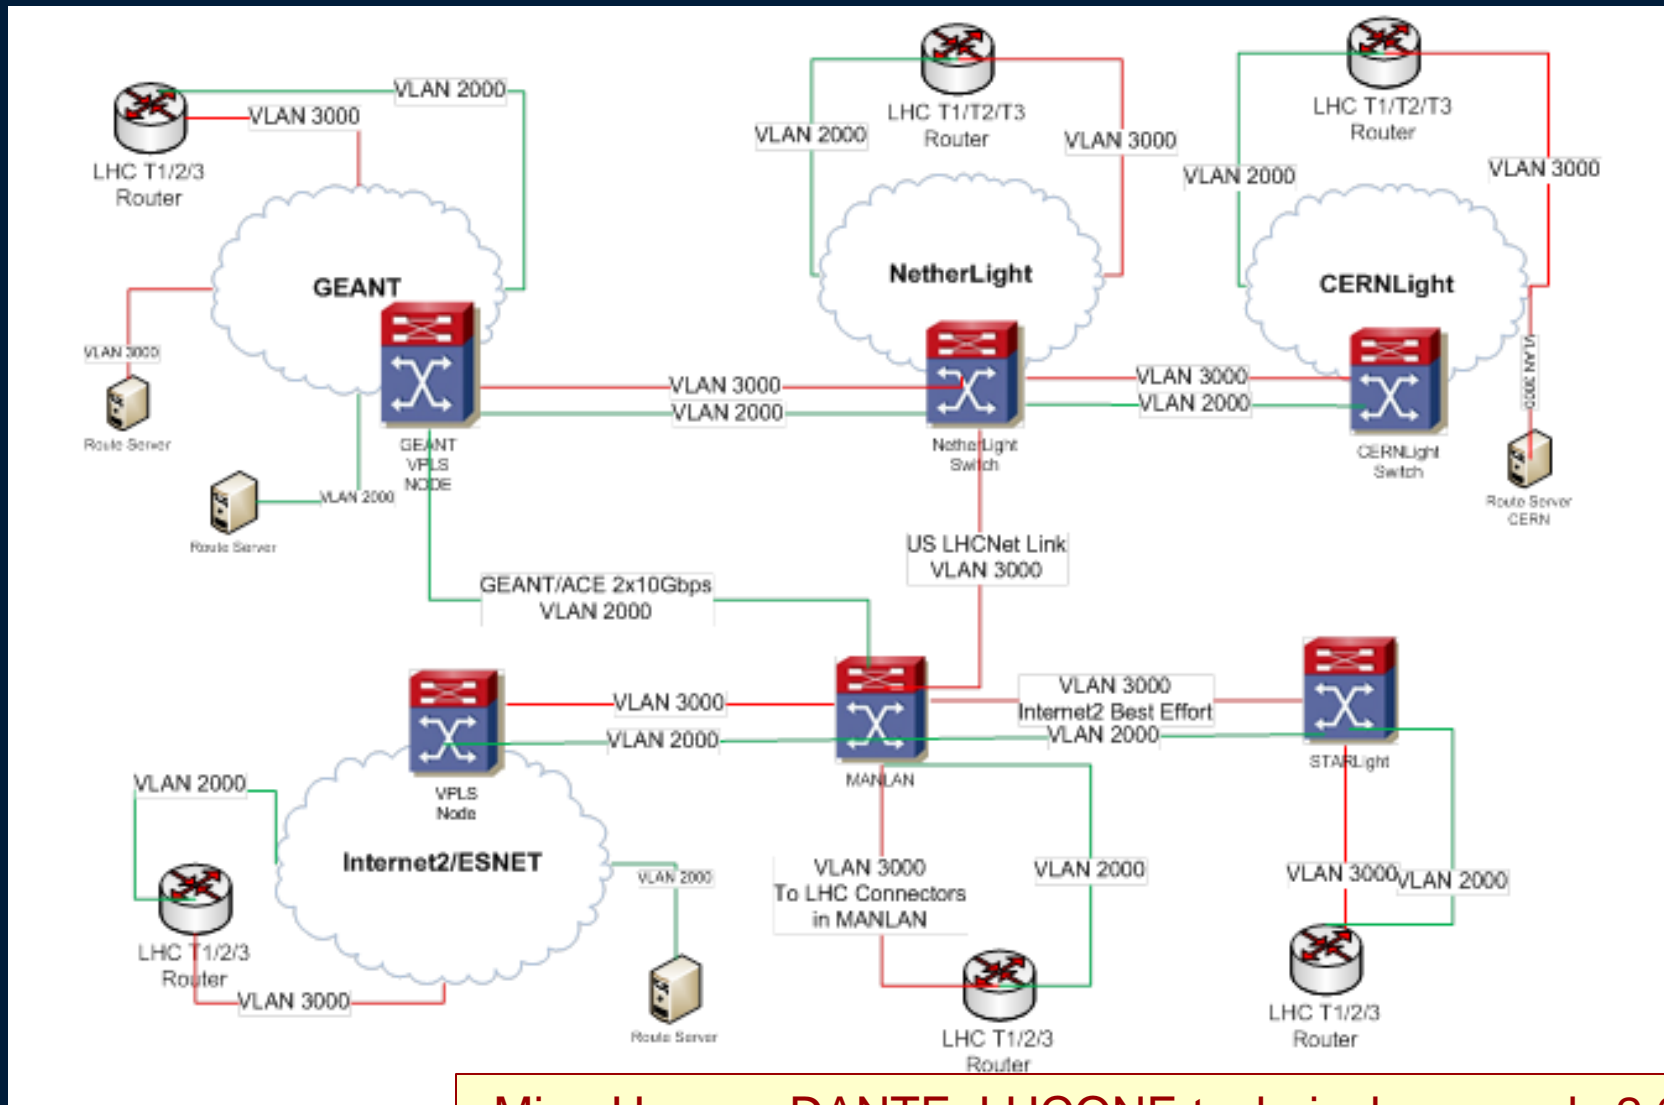 VLAN 2000
VLAN 3000
LHC T1/2/3
Router
GEANT
VLAN 3000
Route Server
VLAN 2000
Route Server
GEANT
VPLS
NODE
VLAN 3000
VLAN 2000
LHC T1/T2/T3
Router
VLAN 2000
VLAN 3000
NetherLight
NetherLight
Switch
VLAN 3000
VLAN 2000
LHC T1/T2/T3
Router
VLAN 2000
VLAN 3000
CERNLight
CERNLight
Switch
VLAN 3000
Route Server
CERN
US LHCNet Link
VLAN 3000
GEANT/ACE 2x10Gbps
VLAN 2000
VLAN 3000
VLAN 2000
VPLS
Node
MANLAN
VLAN 3000
Internet2 Best Effort
VLAN 2000
STARLight
VLAN 2000
Internet2/ESNET
LHC T1/2/3
Router
VLAN 3000
VLAN 2000
Route Server
VLAN 3000
To LHC Connectors
in MANLAN
VLAN 2000
LHC T1/2/3
Router
VLAN 3000
VLAN 2000
LHC T1/2/3
Router